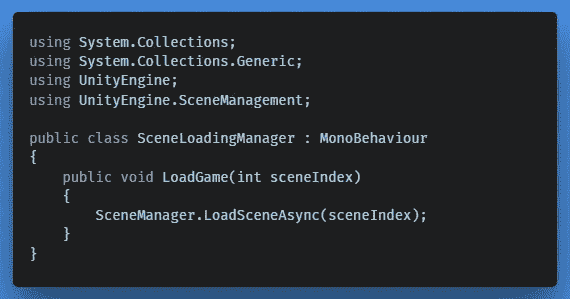 using System.Collections;
using System.Collections.Generic;
using UnityEngine;
using UnityEngine.SceneManagement;
public class SceneLoadingManager : MonoBehaviour
{
    public void LoadGame(int sceneIndex)
    {
        SceneManager.LoadSceneAsync(sceneIndex);
    }
}